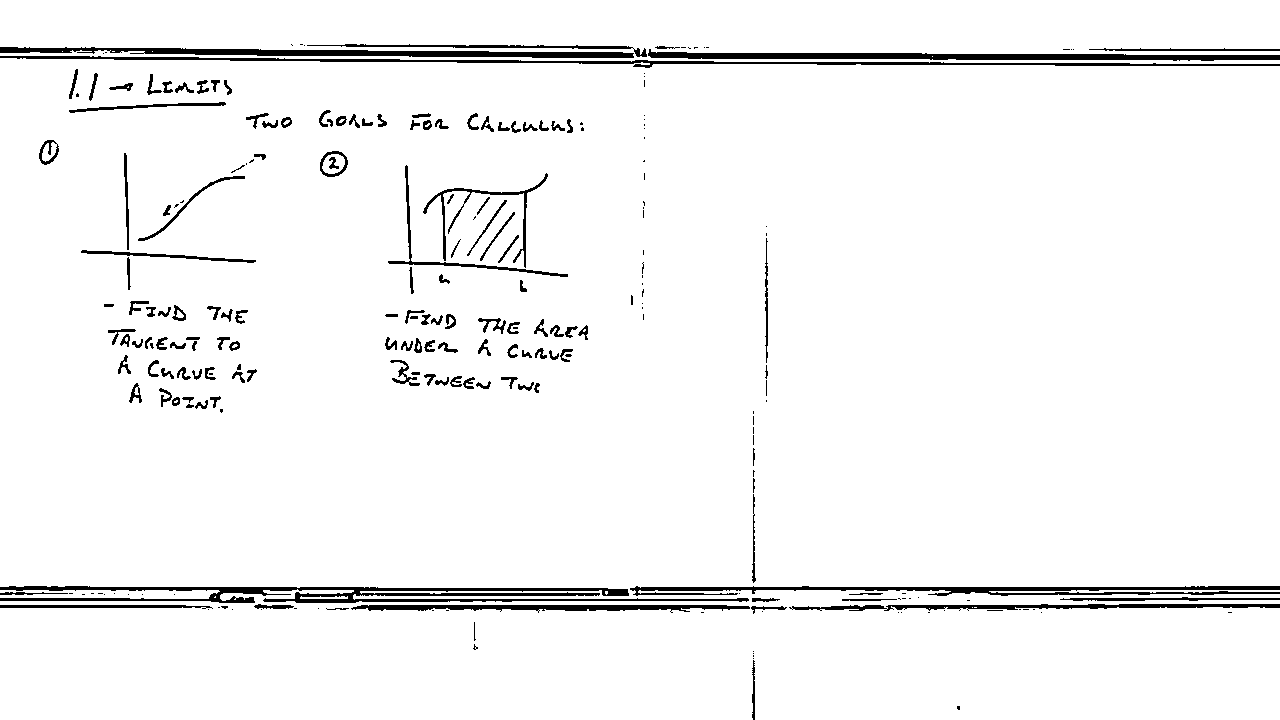 1.1 → LIMITS
TWO GOALS FOR CALCULUS:
①
②
a b
- FIND THE
TANGENT TO
A CURVE AT
A POINT.
- FIND THE AREA
UNDER A CURVE
BETWEEN TWO